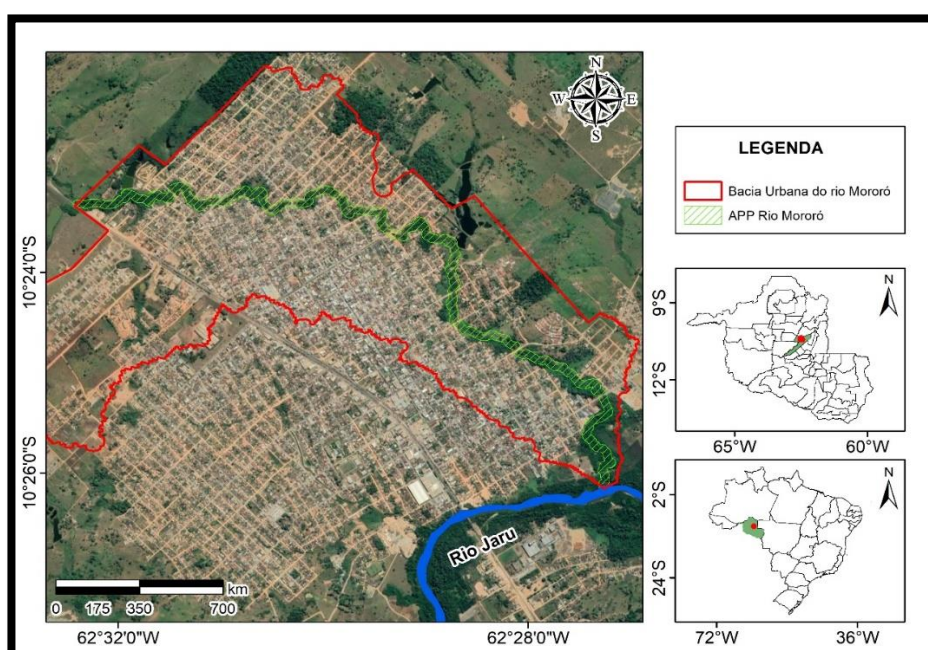 N
W E
S
10°24'0"S
10°26'0"S
Rio Jaru
km
0 175 350 700
62°32'0"W 62°28'0"W
LEGENDA
Bacia Urbana do rio Mororó
APP Rio Mororó
N
9°S
12°S
65°W 60°W
N
2°S
24°S
72°W 36°W